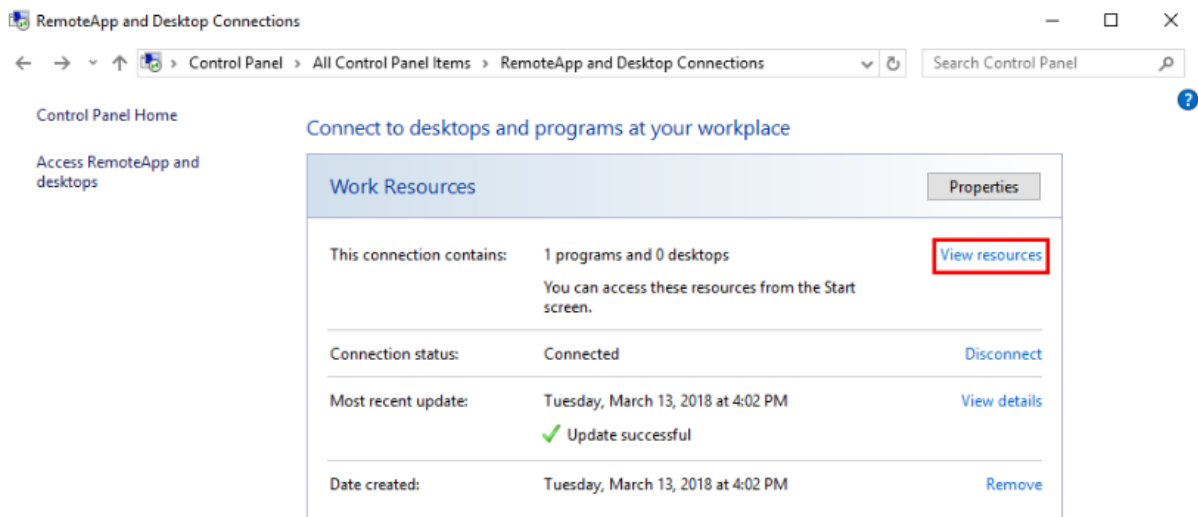 RemoteApp and Desktop Connections
Control Panel > All Control Panel Items > RemoteApp and Desktop Connections
Search Control Panel
?
Control Panel Home
Access RemoteApp and
desktops
Connect to desktops and programs at your workplace
Work Resources
Properties
This connection contains:
1 programs and 0 desktops
View resources
You can access these resources from the Start
screen.
Connection status:
Connected
Disconnect
Most recent update:
Tuesday, March 13, 2018 at 4:02 PM
View details
Update successful
Date created:
Tuesday, March 13, 2018 at 4:02 PM
Remove